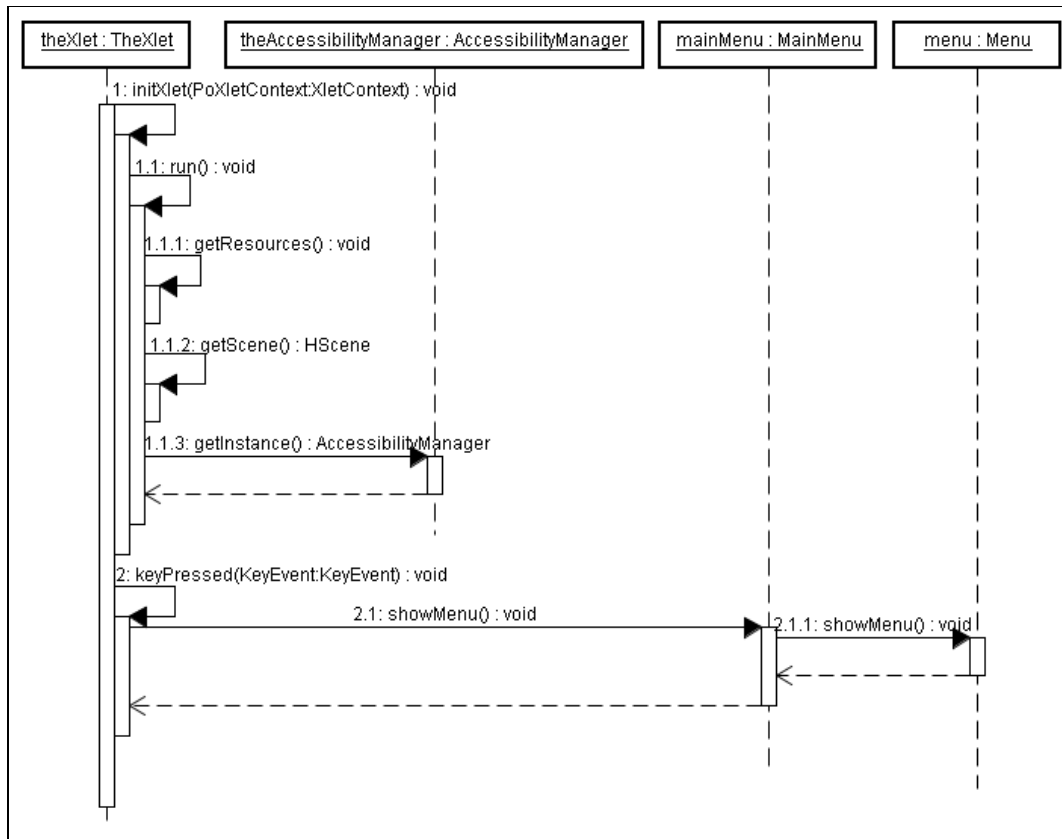 theXlet : TheXlet
theAccessibilityManager : AccessibilityManager
mainMenu : MainMenu
menu : Menu
1: initXlet(PoXletContext:XletContext) : void
1.1: run() : void
1.1.1: getResources() : void
1.1.2: getScene() : HScene
1.1.3: getInstance() : AccessibilityManager
2: keyPressed(KeyEvent:KeyEvent) : void
2.1: showMenu() : void
2.1.1: showMenu() : void